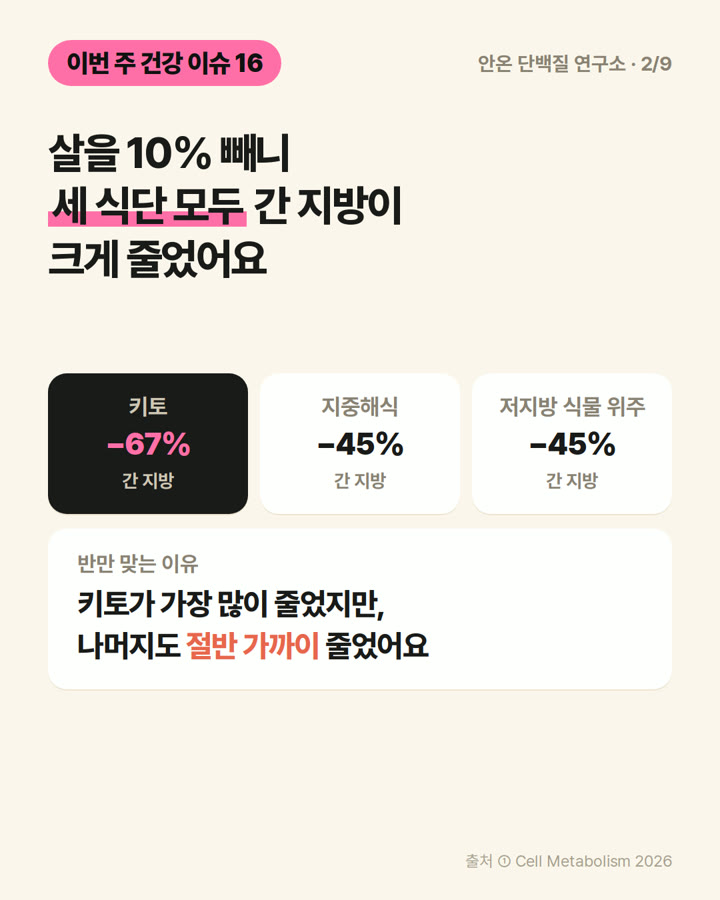 이번 주 건강 이슈 16
안온 단백질 연구소 · 2/9
살을 10% 빼니
세 식단 모두 간 지방이
크게 줄었어요
키토
−67%
간 지방
지중해식
−45%
간 지방
저지방 식물 위주
−45%
간 지방
반만 맞는 이유
키토가 가장 많이 줄었지만,
나머지도 절반 가까이 줄었어요
출처 ① Cell Metabolism 2026